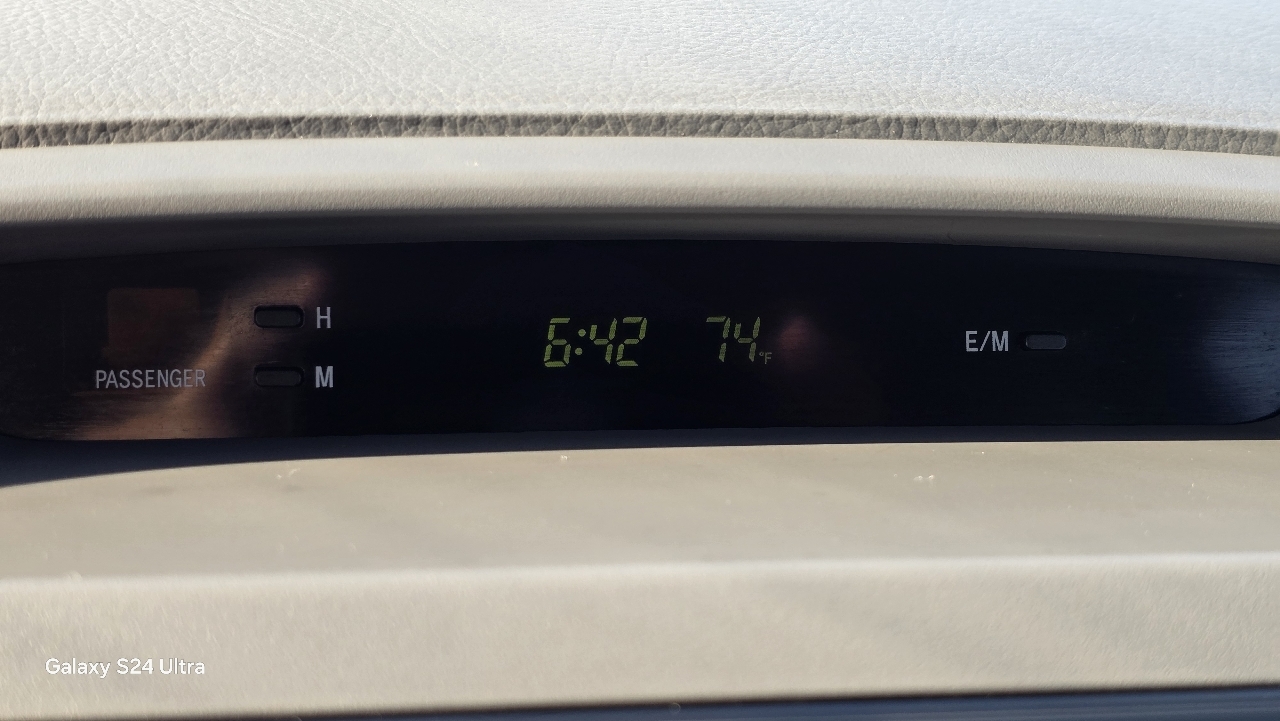 H
6:42 74°F
E/M
PASSENGER
M
Galaxy S24 Ultra